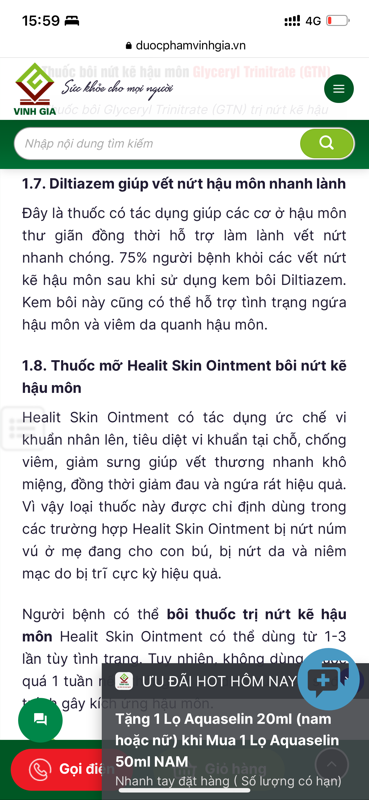 15:59
4G
duocphamvinhgia.vn
Thuốc bôi nứt kẽ hậu môn Glyceryl Trinitrate (GTN)
VINH GIA
Sức khỏe cho mọi người
Thuốc bôi Glyceryl Trinitrate (GTN) trị nứt kẽ hậu
Nhập nội dung tìm kiếm
1.7. Diltiazem giúp vết nứt hậu môn nhanh lành
Đây là thuốc có tác dụng giúp các cơ ở hậu môn
thư giãn đồng thời hỗ trợ làm lành vết nứt
nhanh chóng. 75% người bệnh khỏi các vết nứt
kẽ hậu môn sau khi sử dụng kem bôi Diltiazem.
Kem bôi này cũng có thể hỗ trợ tình trạng ngứa
hậu môn và viêm da quanh hậu môn.
1.8. Thuốc mỡ Healit Skin Ointment bôi nứt kẽ
hậu môn
Healit Skin Ointment có tác dụng ức chế vi
khuẩn nhân lên, tiêu diệt vi khuẩn tại chỗ, chống
viêm, giảm sưng giúp vết thương nhanh khô
miệng, đồng thời giảm đau và ngứa rát hiệu quả.
Vì vậy loại thuốc này được chỉ định dùng trong
các trường hợp Healit Skin Ointment bị nứt núm
vú ở mẹ đang cho con bú, bị nứt da và niêm
mạc do bị trĩ cực kỳ hiệu quả.
Người bệnh có thể bôi thuốc trị nứt kẽ hậu
môn Healit Skin Ointment có thể dùng từ 1-3
lần tùy tình trạng. Tuy nhiên, không dùng
quá 1 tuần
gây kích ứng hậu môn.
ƯU ĐÃI HOT HÔM NAY
Tặng 1 Lọ Aquaselin 20ml (nam
hoặc nữ) khi Mua 1 Lọ Aquaselin
50ml NAM
Nhanh tay đặt hàng ( Số lượng có hạn)
Gọi điện
Giỏ hàng